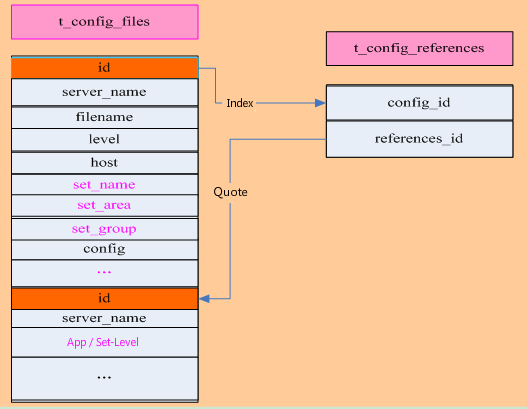 t_config_files
id
server_name
filename
level
host
set_name
set_area
set_group
config
...
id
server_name
App / Set-Level
...
Index
Quote
t_config_references
config_id
references_id